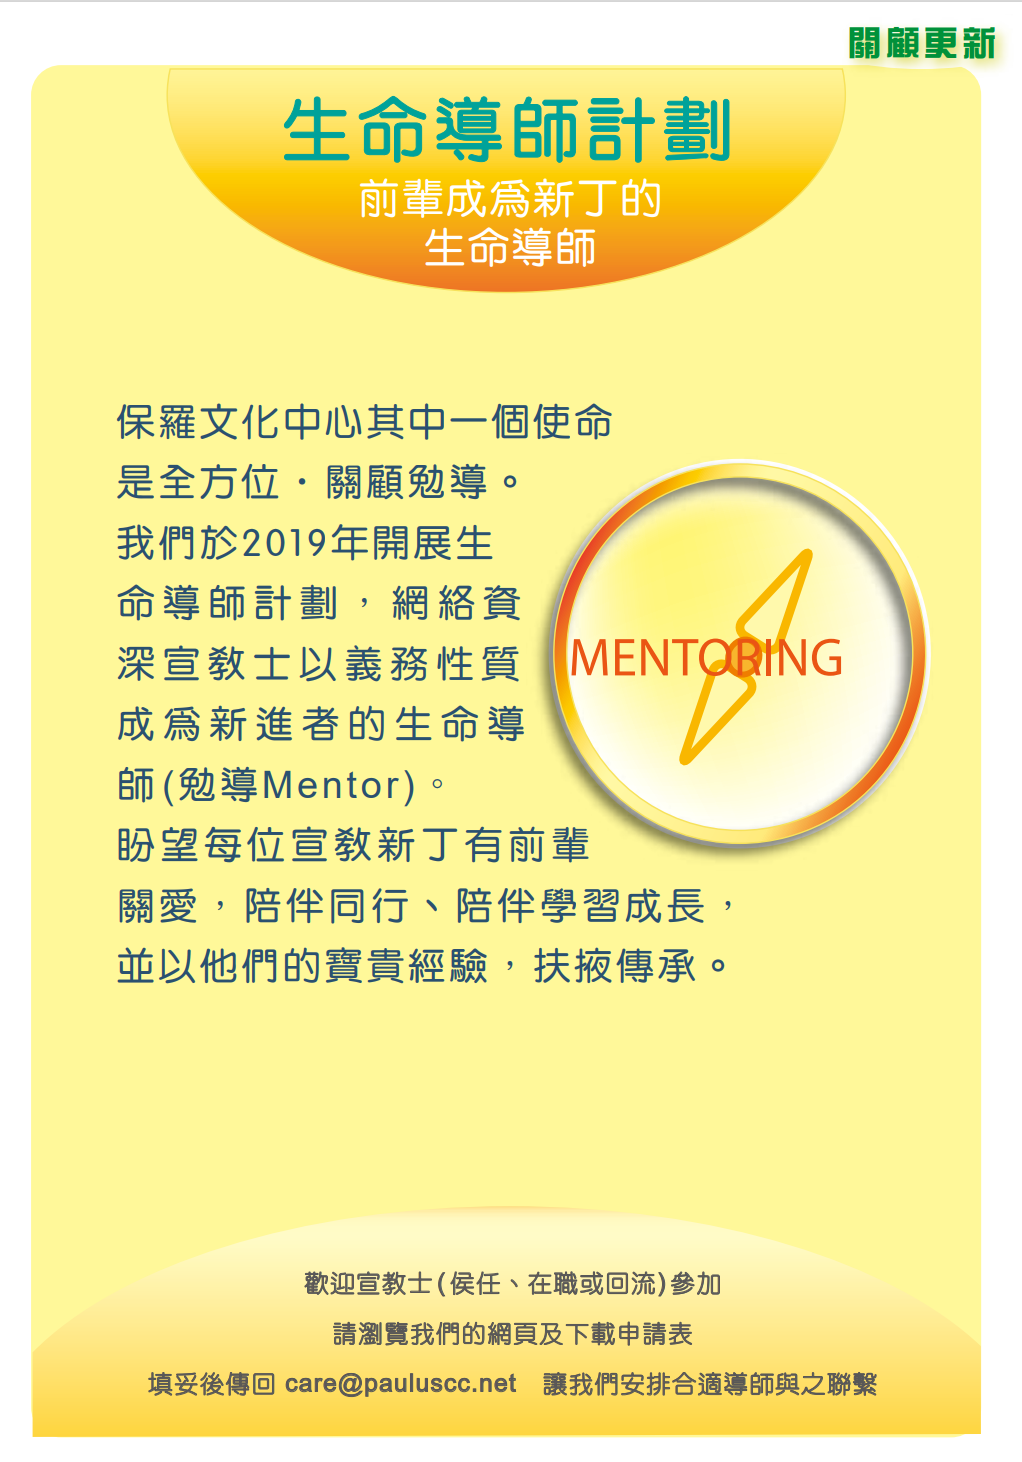 關顧更新
生命導師計劃
前輩成為新丁的
生命導師
保羅文化中心其中一個使命
是全方位．關顧勉導。
我們於2019年開展生
命導師計劃，網絡資
深宣教士以義務性質
成為新進者的生命導
師(勉導Mentor)。
盼望每位宣教新丁有前輩
關愛，陪伴同行、陪伴學習成長，
並以他們的寶貴經驗，扶掖傳承。
MENTORING
歡迎宣教士(侯任、在職或回流)參加
請瀏覽我們的網頁及下載申請表
填妥後傳回 care@pauluscc.net　讓我們安排合適導師與之聯繫